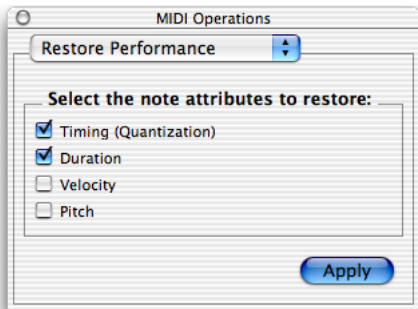 MIDI Operations
Restore Performance
Select the note attributes to restore:
Timing (Quantization)
Duration
Velocity
Pitch
Apply